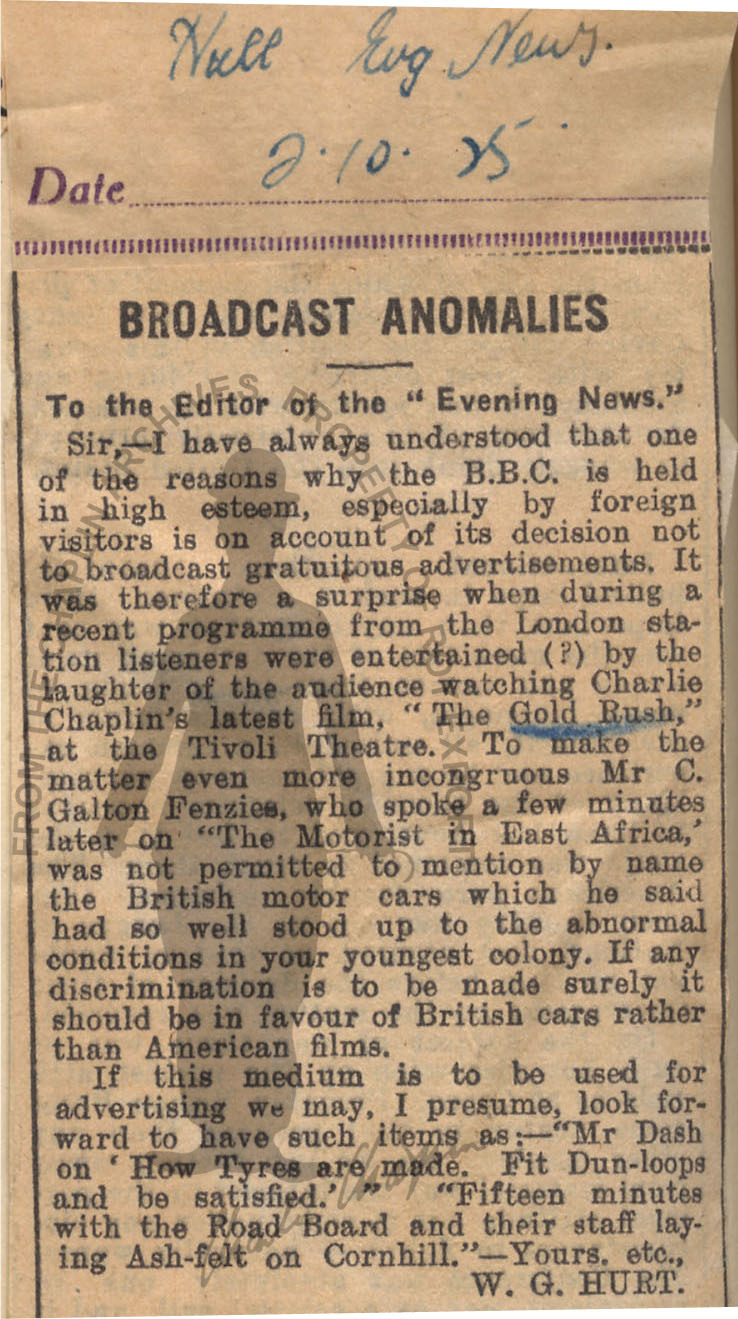 Hull Evg News.
2.10.25
Date
BROADCAST ANOMALIES
To the Editor of the "Evening News."
Sir,—I have always understood that one
of the reasons why the B.B.C. is held
in high esteem, especially by foreign
visitors is on account of its decision not
to broadcast gratuitous advertisements. It
was therefore a surprise when during a
recent programme from the London sta-
tion listeners were entertained (?) by the
laughter of the audience watching Charlie
Chaplin's latest film, "The Gold Rush,"
at the Tivoli Theatre. To make the
matter even more incongruous Mr C.
Galton Fenzies, who spoke a few minutes
later on "The Motorist in East Africa,'
was not permitted to mention by name
the British motor cars which he said
had so well stood up to the abnormal
conditions in your youngest colony. If any
discrimination is to be made surely it
should be in favour of British cars rather
than American films.
If this medium is to be used for
advertising we may, I presume, look for-
ward to have such items as:—"Mr Dash
on 'How Tyres are made. Fit Dun-loops
and be satisfied.'" "Fifteen minutes
with the Road Board and their staff lay-
ing Ash-felt on Cornhill."—Yours, etc.,
W. G. HURT.
FROM THE CHAPLIN ARCHIVES PROPERTY OF ROY EXPORT